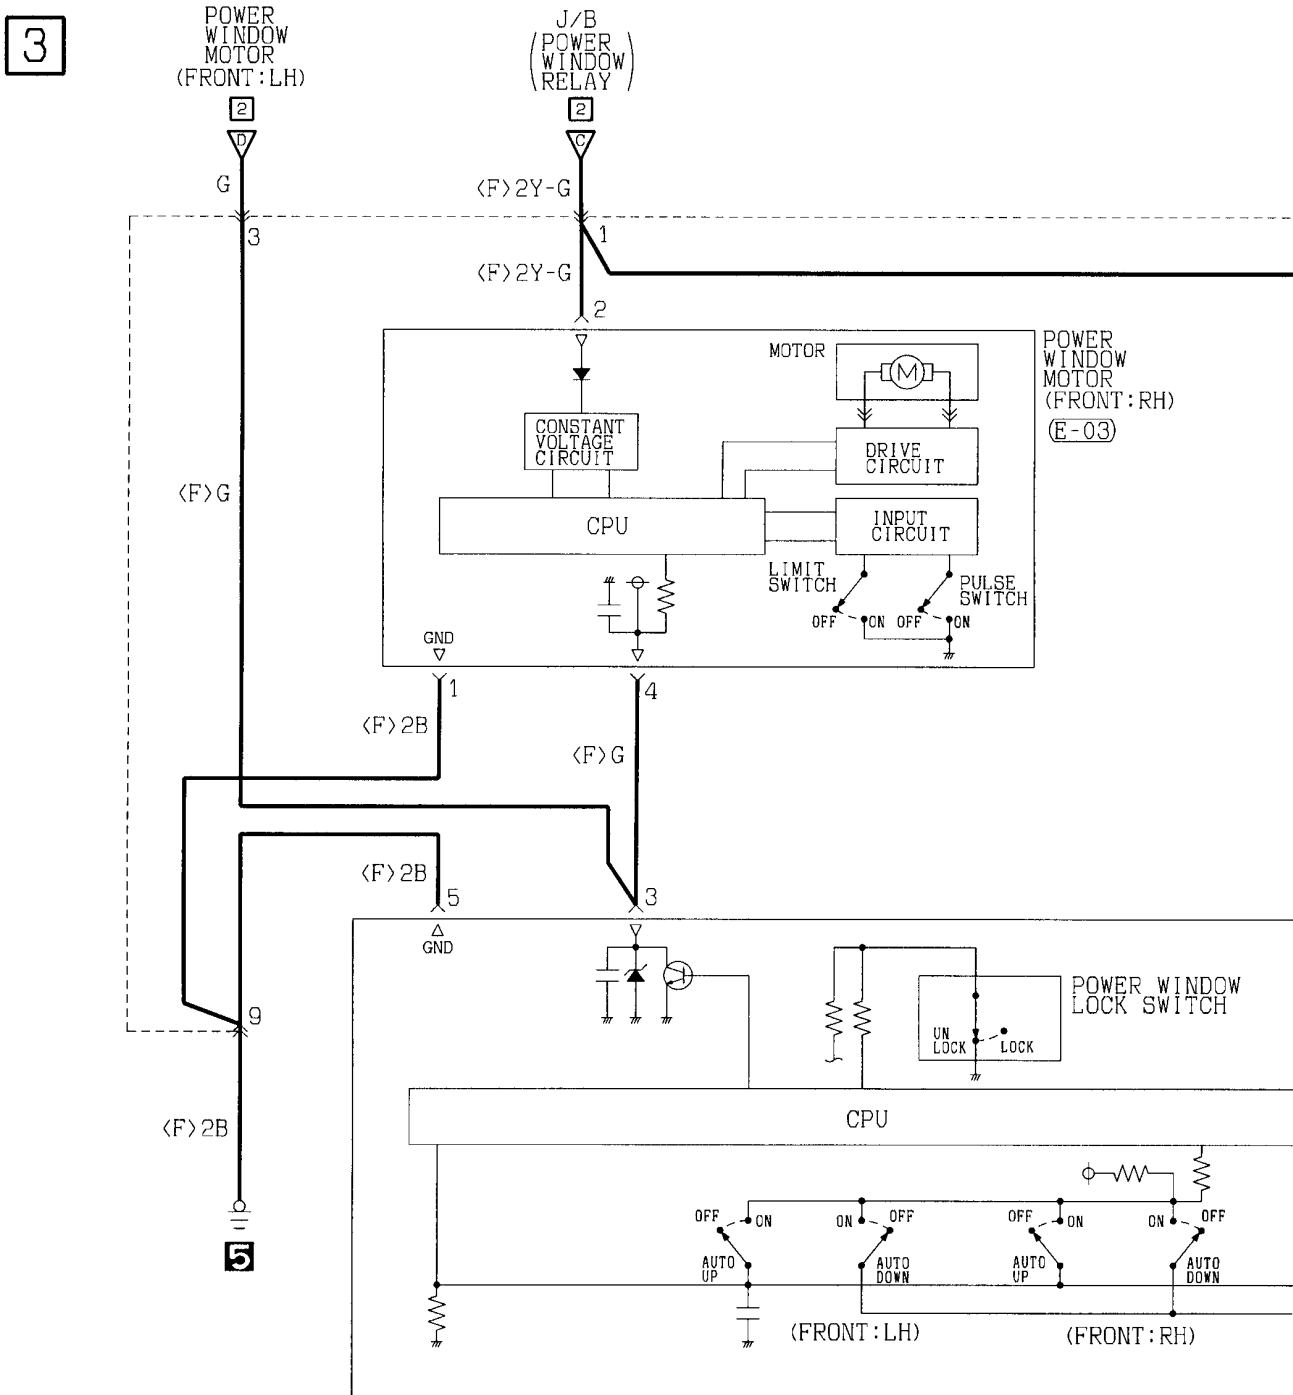 3
POWER
WINDOW
MOTOR
(FRONT:LH)
2
D
J/B
(POWER
WINDOW
RELAY)
2
C
G
<F>2Y-G
3
1
<F>2Y-G
2
MOTOR
M
POWER
WINDOW
MOTOR
(FRONT:RH)
E-03
CONSTANT
VOLTAGE
CIRCUIT
DRIVE
CIRCUIT
<F>G
CPU
INPUT
CIRCUIT
LIMIT
SWITCH
PULSE
SWITCH
OFF
ON
OFF
ON
GND
1
4
<F>2B
<F>G
<F>2B
5
3
GND
POWER WINDOW
LOCK SWITCH
UN
LOCK
LOCK
9
CPU
<F>2B
5
OFF
ON
ON
OFF
OFF
ON
ON
OFF
AUTO
UP
AUTO
DOWN
AUTO
UP
AUTO
DOWN
(FRONT:LH)
(FRONT:RH)